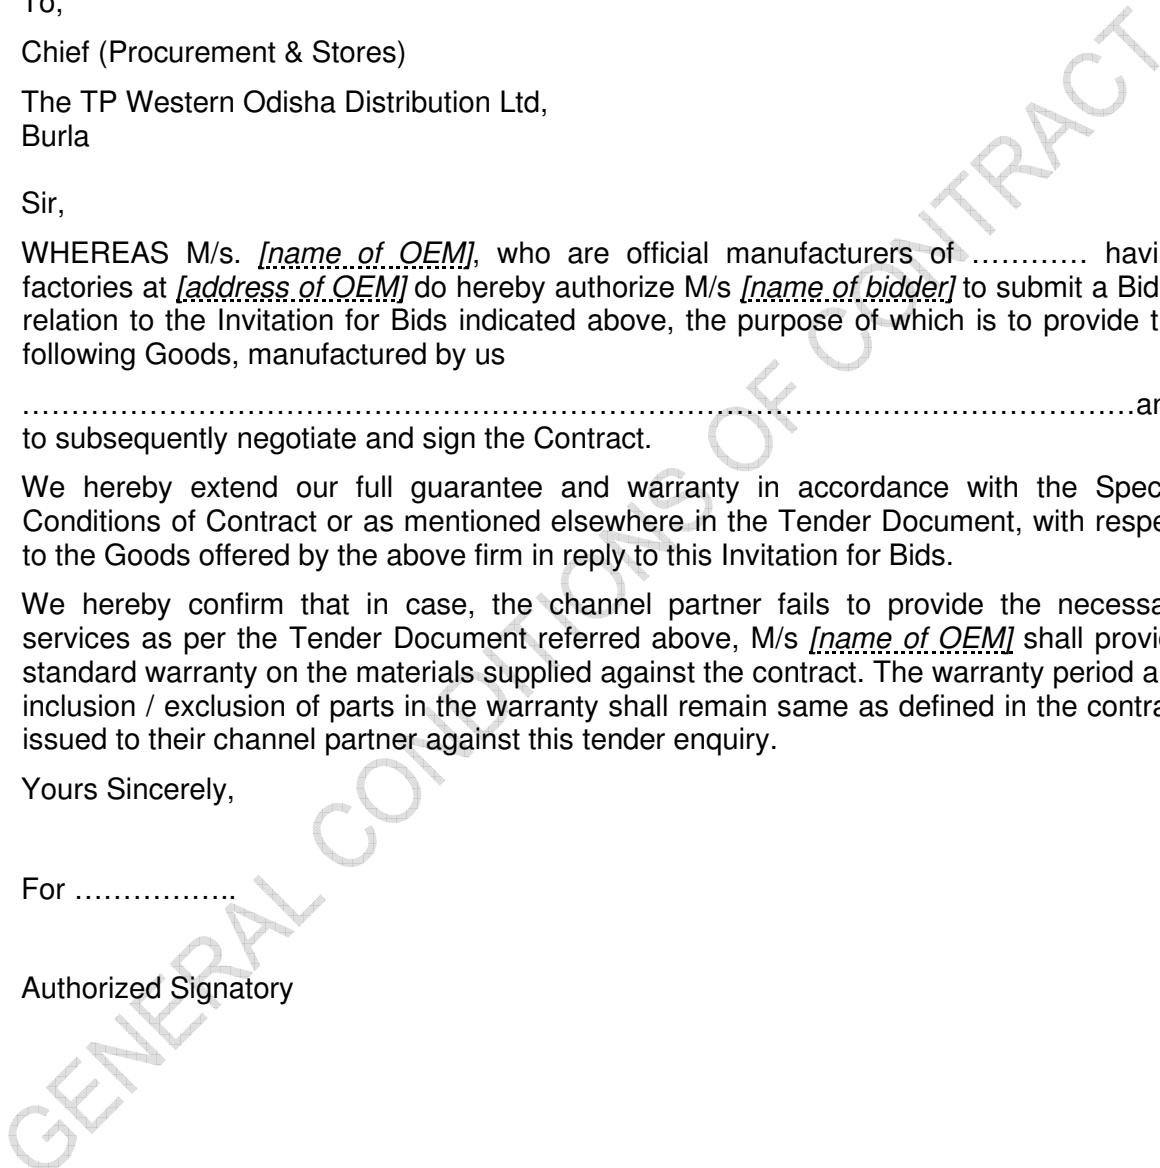 To,
Chief (Procurement & Stores)
The TP Western Odisha Distribution Ltd,
Burla
Sir,
WHEREAS M/s. [name of OEM], who are official manufacturers of ………… havi
factories at [address of OEM] do hereby authorize M/s [name of bidder] to submit a Bid
relation to the Invitation for Bids indicated above, the purpose of which is to provide t
following Goods, manufactured by us
……………………………………………………………………………………………………an
to subsequently negotiate and sign the Contract.
We hereby extend our full guarantee and warranty in accordance with the Spec
Conditions of Contract or as mentioned elsewhere in the Tender Document, with respe
to the Goods offered by the above firm in reply to this Invitation for Bids.
We hereby confirm that in case, the channel partner fails to provide the necessa
services as per the Tender Document referred above, M/s [name of OEM] shall provi
standard warranty on the materials supplied against the contract. The warranty period a
inclusion / exclusion of parts in the warranty shall remain same as defined in the contra
issued to their channel partner against this tender enquiry.
Yours Sincerely,
For ……………..
Authorized Signatory
GENERAL CONDITIONS OF CONTRACT